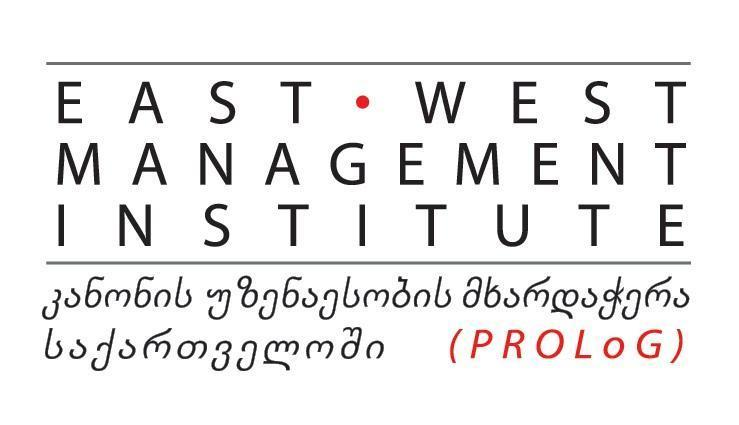 EAST • WEST
MANAGEMENT
INSTITUTE
კანონის უზენაესობის მხარდაჭერა
საქართველოში (PROLoG)